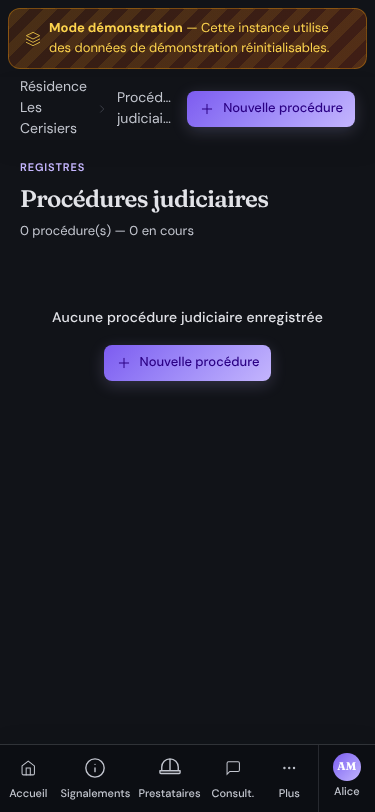 Mode démonstration — Cette instance utilise
des données de démonstration réinitialisables.
Résidence
Les
Cerisiers
Procéd...
judiciai...
Nouvelle procédure
REGISTRES
Procédures judiciaires
0 procédure(s) — 0 en cours
Aucune procédure judiciaire enregistrée
Nouvelle procédure
Accueil
Signalements
Prestataires
Consult.
Plus
AM
Alice